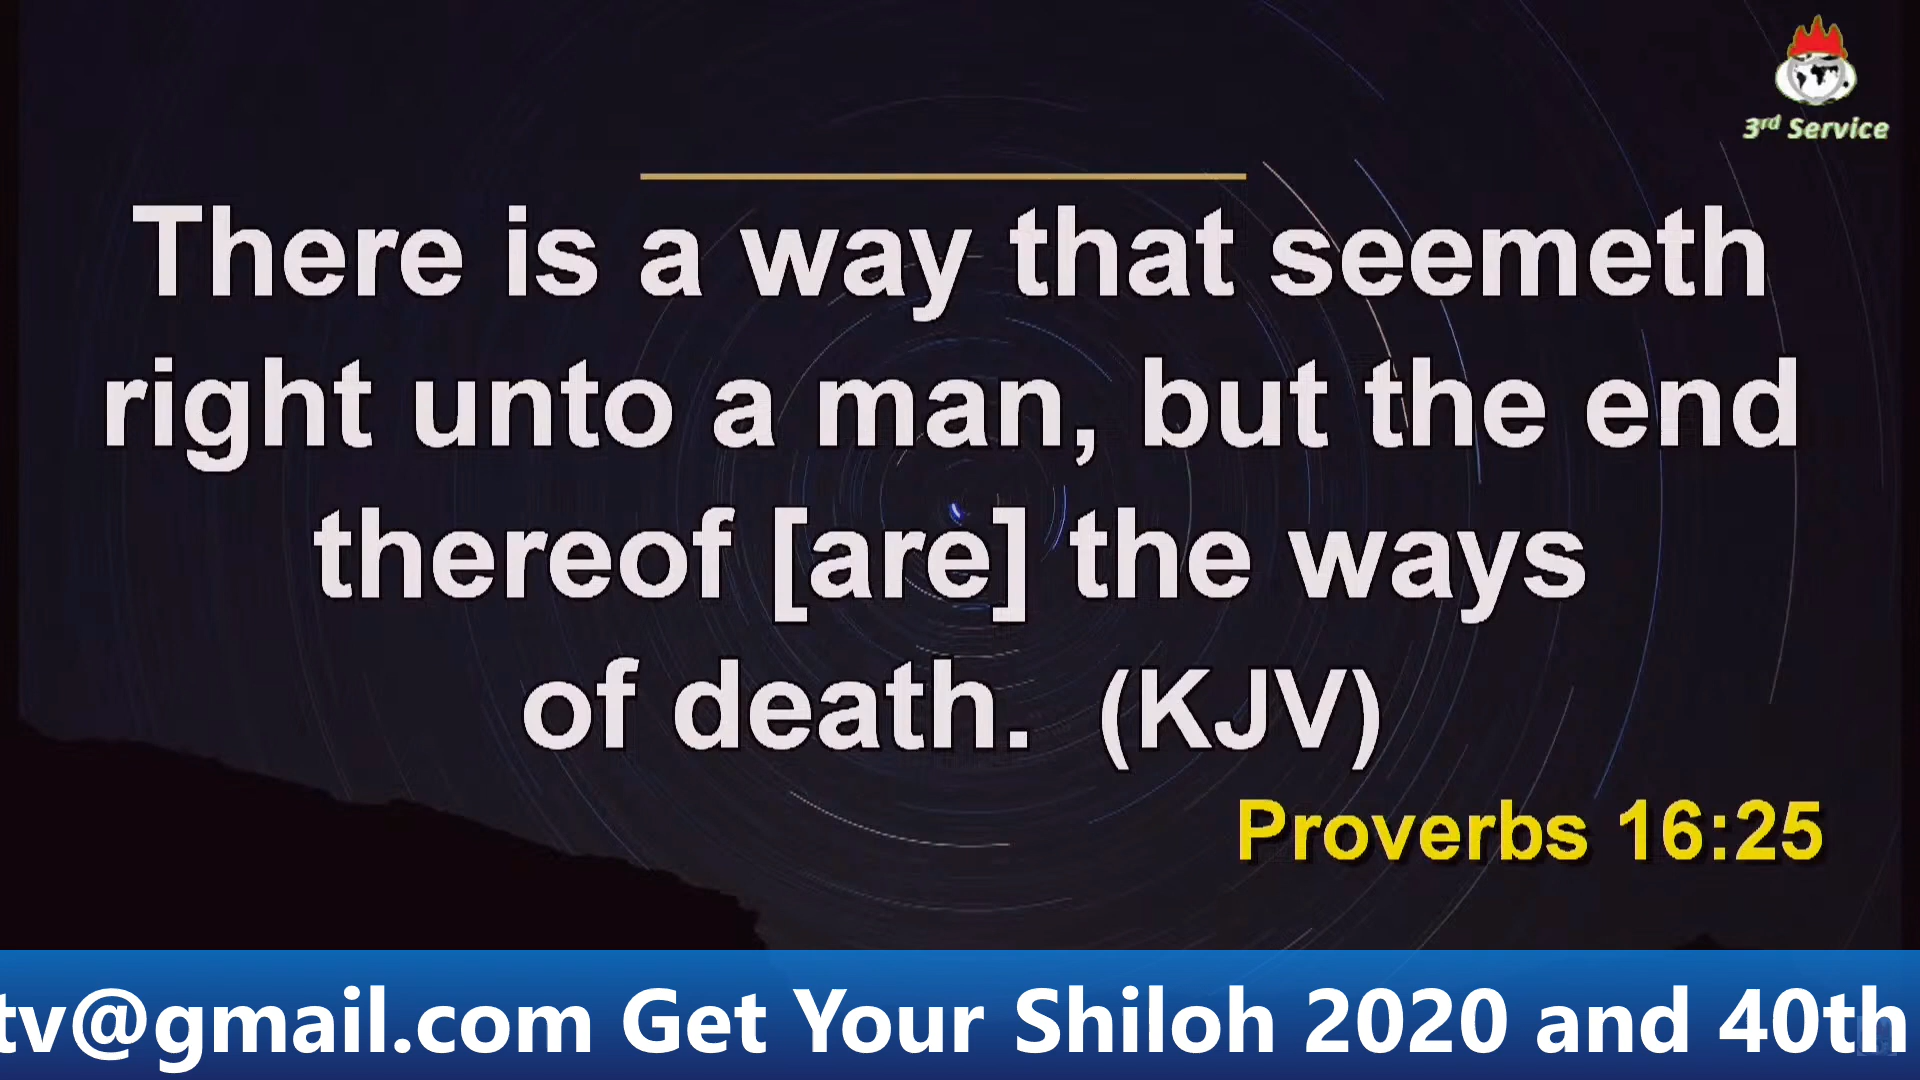 3rd Service
There is a way that seemeth
right unto a man, but the end
thereof [are] the ways
of death. (KJV)
Proverbs 16:25
tv@gmail.com Get Your Shiloh 2020 and 40th